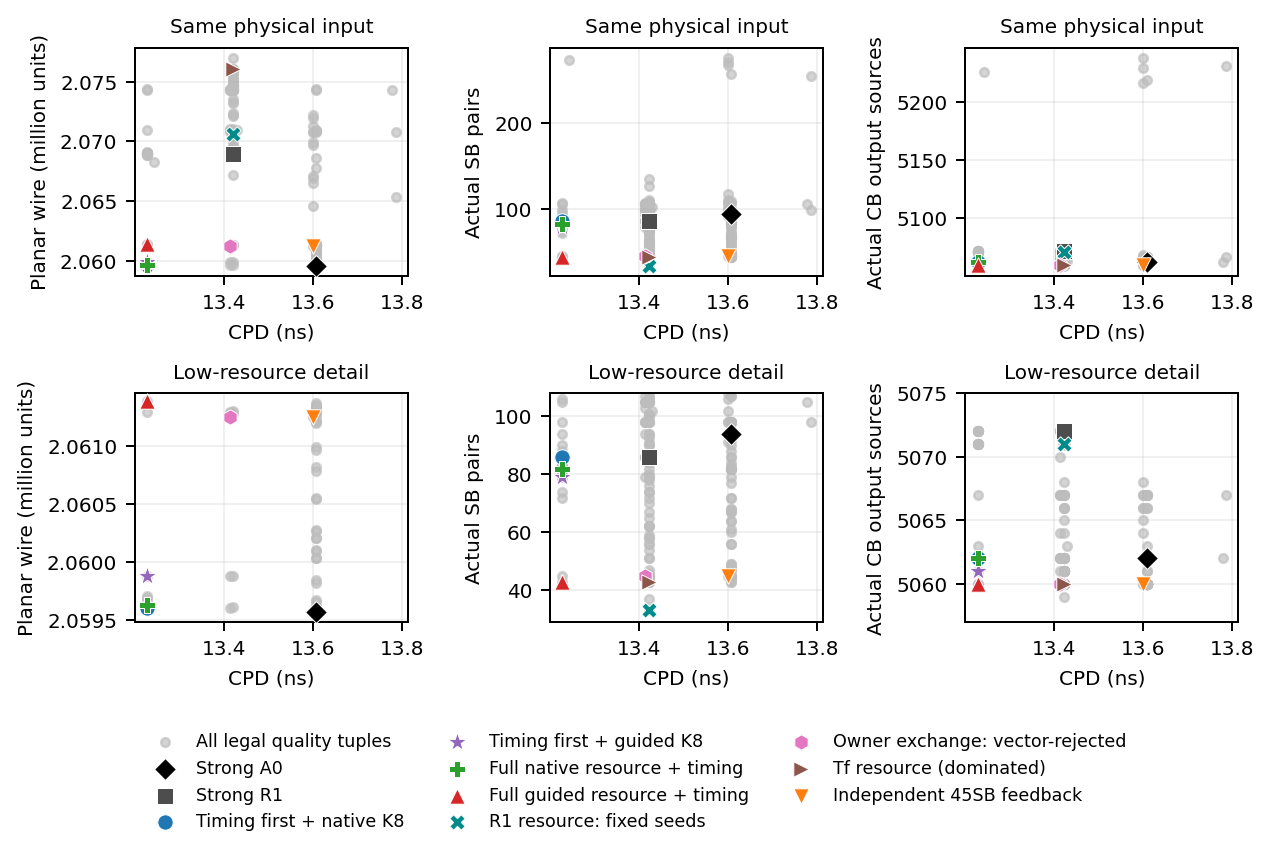 Same physical input
Same physical input
Same physical input
Planar wire (million units)
2.075
2.070
2.065
2.060
13.4
13.6
13.8
CPD (ns)
Actual SB pairs
200
100
13.4
13.6
13.8
CPD (ns)
Actual CB output sources
5200
5150
5100
13.4
13.6
13.8
CPD (ns)
Low-resource detail
Low-resource detail
Low-resource detail
Planar wire (million units)
2.0610
2.0605
2.0600
2.0595
13.4
13.6
13.8
CPD (ns)
Actual SB pairs
100
80
60
40
13.4
13.6
13.8
CPD (ns)
Actual CB output sources
5075
5070
5065
5060
13.4
13.6
13.8
CPD (ns)
All legal quality tuples
Strong A0
Strong R1
Timing first + native K8
Timing first + guided K8
Full native resource + timing
Full guided resource + timing
R1 resource: fixed seeds
Owner exchange: vector-rejected
Tf resource (dominated)
Independent 45SB feedback